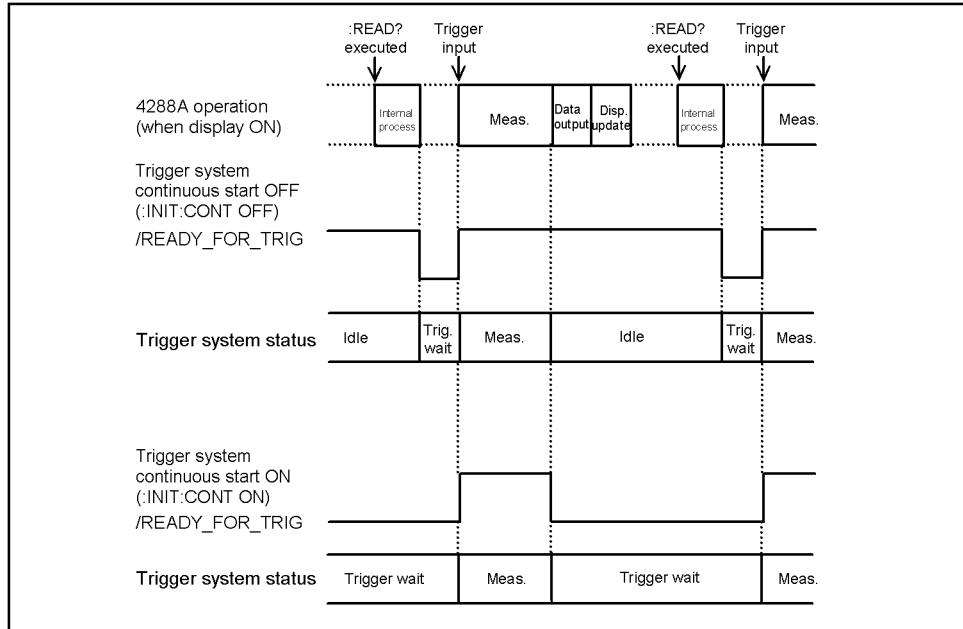 :READ?
executed
Trigger
input
:READ?
executed
Trigger
input
4288A operation
(when display ON)
Internal
process
Meas.
Data
output
Disp.
update
Internal
process
Meas.
Trigger system
continuous start OFF
(:INIT:CONT OFF)
/READY_FOR_TRIG
Trigger system status
Idle
Trig.
wait
Meas.
Idle
Trig.
wait
Meas.
Trigger system
continuous start ON
(:INIT:CONT ON)
/READY_FOR_TRIG
Trigger system status
Trigger wait
Meas.
Trigger wait
Meas.